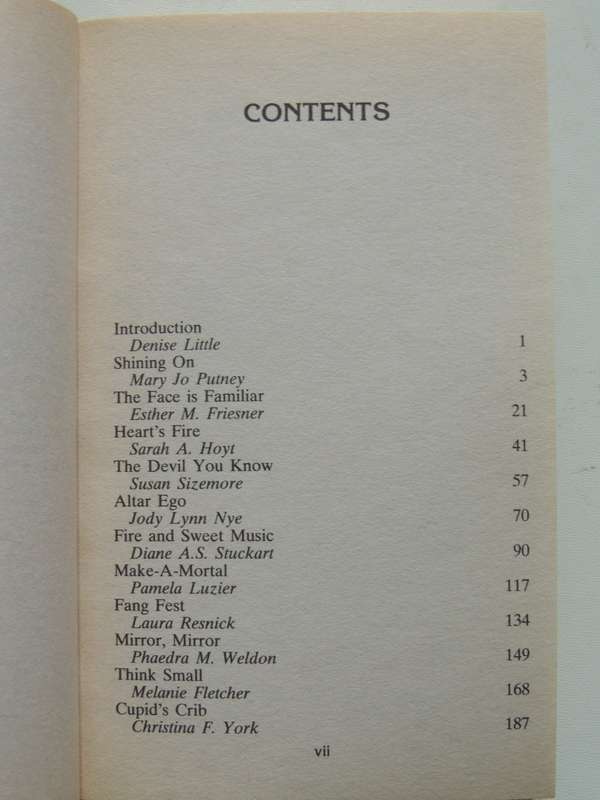 CONTENTS
Introduction
Denise Little 1
Shining On
Mary Jo Putney 3
The Face is Familiar
Esther M. Friesner 21
Heart's Fire
Sarah A. Hoyt 41
The Devil You Know
Susan Sizemore 57
Altar Ego
Jody Lynn Nye 70
Fire and Sweet Music
Diane A.S. Stuckart 90
Make-A-Mortal
Pamela Luzier 117
Fang Fest
Laura Resnick 134
Mirror, Mirror
Phaedra M. Weldon 149
Think Small
Melanie Fletcher 168
Cupid's Crib
Christina F. York 187
vii